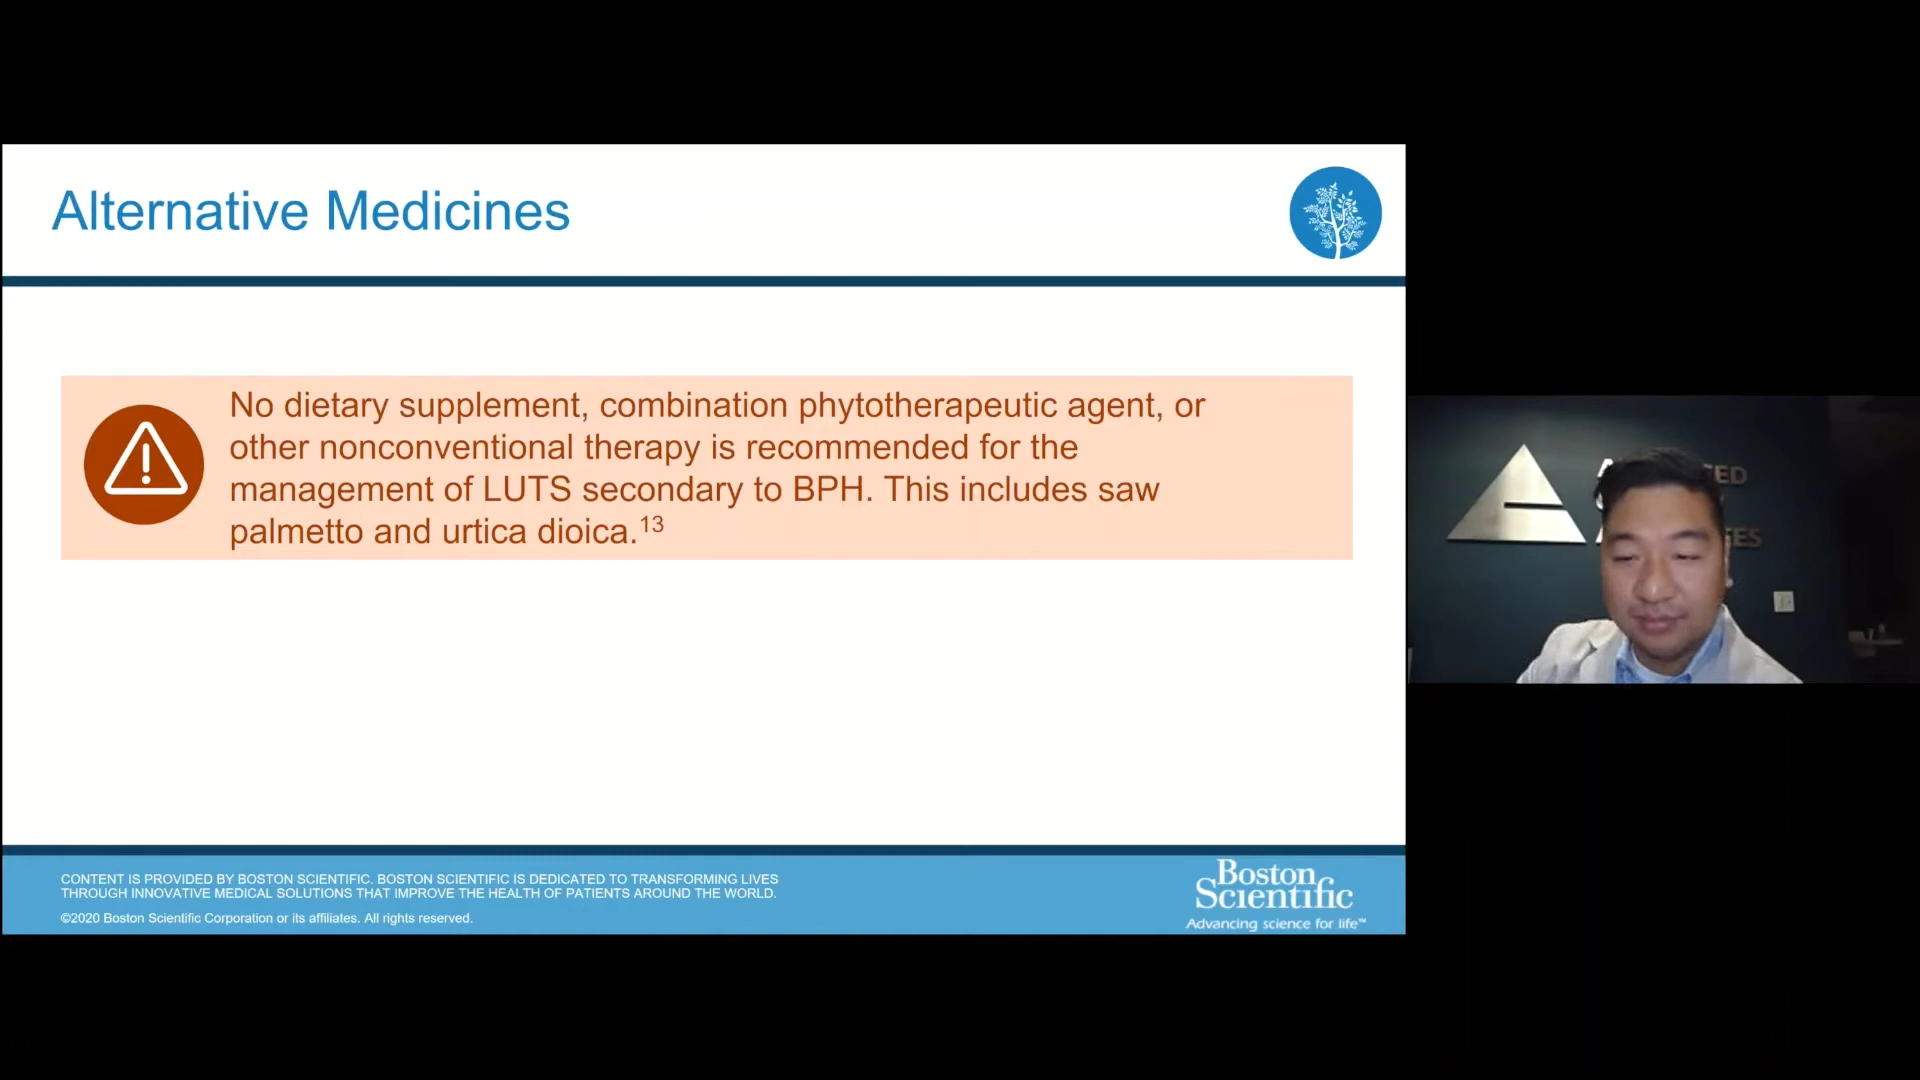 Alternative Medicines
No dietary supplement, combination phytotherapeutic agent, or
other nonconventional therapy is recommended for the
management of LUTS secondary to BPH. This includes saw
palmetto and urtica dioica.13
CONTENT IS PROVIDED BY BOSTON SCIENTIFIC. BOSTON SCIENTIFIC IS DEDICATED TO TRANSFORMING LIVES
THROUGH INNOVATIVE MEDICAL SOLUTIONS THAT IMPROVE THE HEALTH OF PATIENTS AROUND THE WORLD.
©2020 Boston Scientific Corporation or its affiliates. All rights reserved.
Boston
Scientific
Advancing science for life™